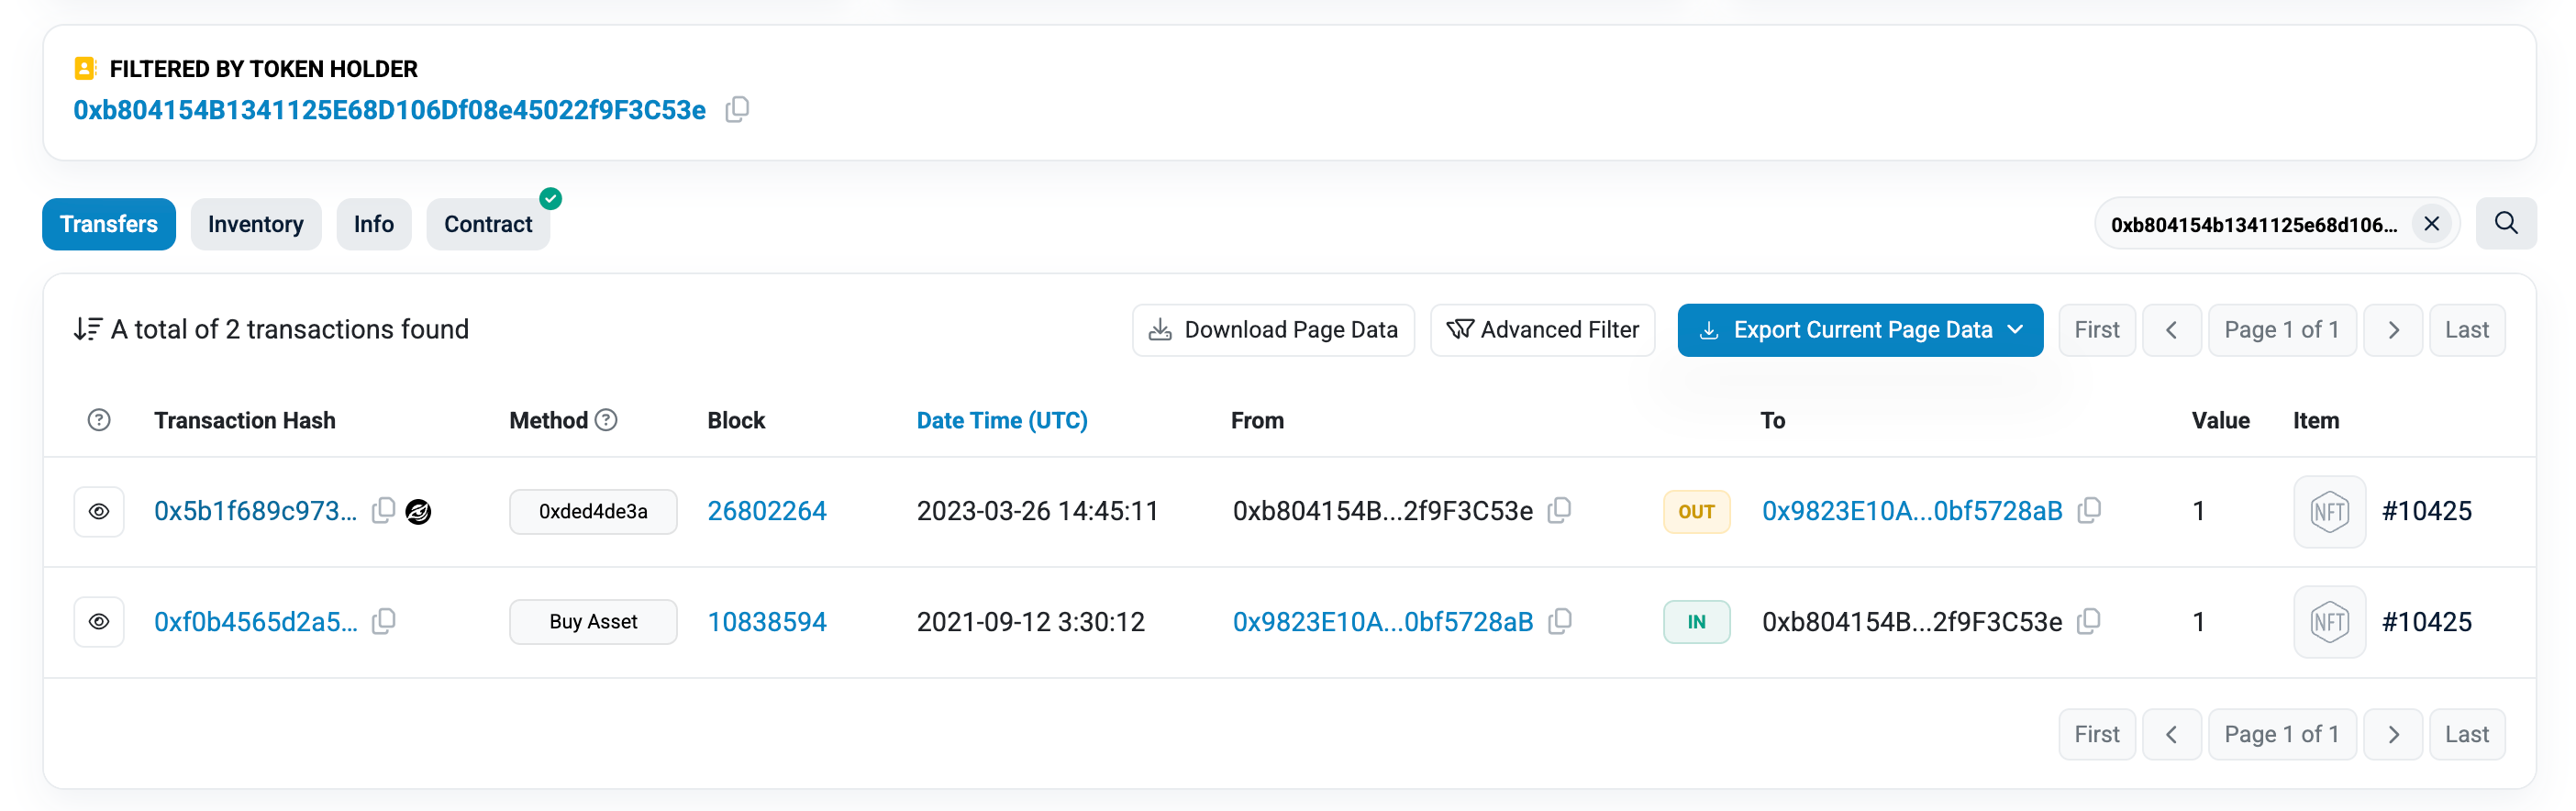 FILTERED BY TOKEN HOLDER
0xb804154B1341125E68D106Df08e45022f9F3C53e
Transfers Inventory Info Contract 0xb804154b1341125e68d106...
A total of 2 transactions found Download Page Data Advanced Filter Export Current Page Data First Page 1 of 1 Last
Transaction Hash Method Block Date Time (UTC) From To Value Item
0x5b1f689c973... 0xded4de3a 26802264 2023-03-26 14:45:11 0xb804154B...2f9F3C53e OUT 0x9823E10A...0bf5728aB 1 NFT #10425
0xf0b4565d2a5... Buy Asset 10838594 2021-09-12 3:30:12 0x9823E10A...0bf5728aB IN 0xb804154B...2f9F3C53e 1 NFT #10425
First Page 1 of 1 Last